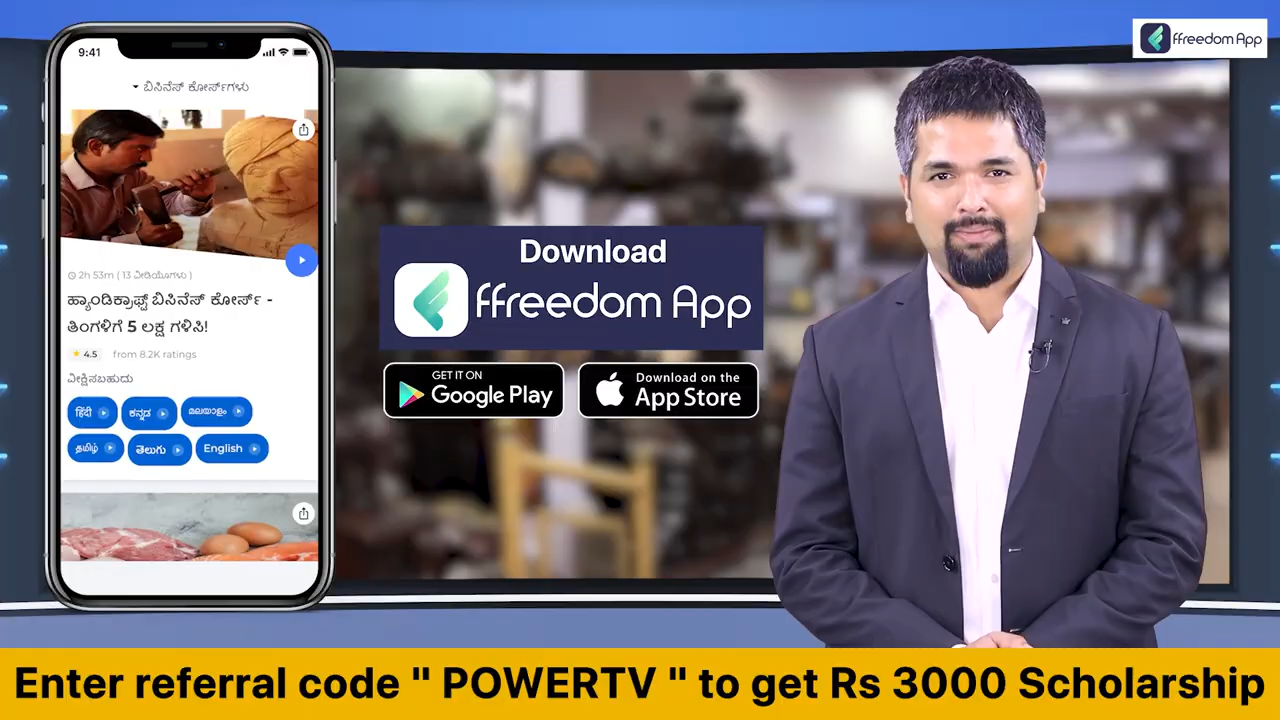 9:41
ಬಿಸಿನೆಸ್ ಕೋರ್ಸ್‌ಗಳು
2h 53m ( 13 ವೀಡಿಯೊಗಳು )
ಹ್ಯಾಂಡಿಕ್ರಾಫ್ಟ್ ಬಿಸಿನೆಸ್ ಕೋರ್ಸ್ -
ತಿಂಗಳಿಗೆ 5 ಲಕ್ಷ ಗಳಿಸಿ!
4.5 from 8.2K ratings
ವೀಕ್ಷಿಸಬಹುದು
हिंदी ಕನ್ನಡ മലയാളം
தமிழ் తెలుగు English
Download
ffreedom App
GET IT ON
Google Play
Download on the
App Store
ffreedom App
Enter referral code " POWERTV " to get Rs 3000 Scholarship